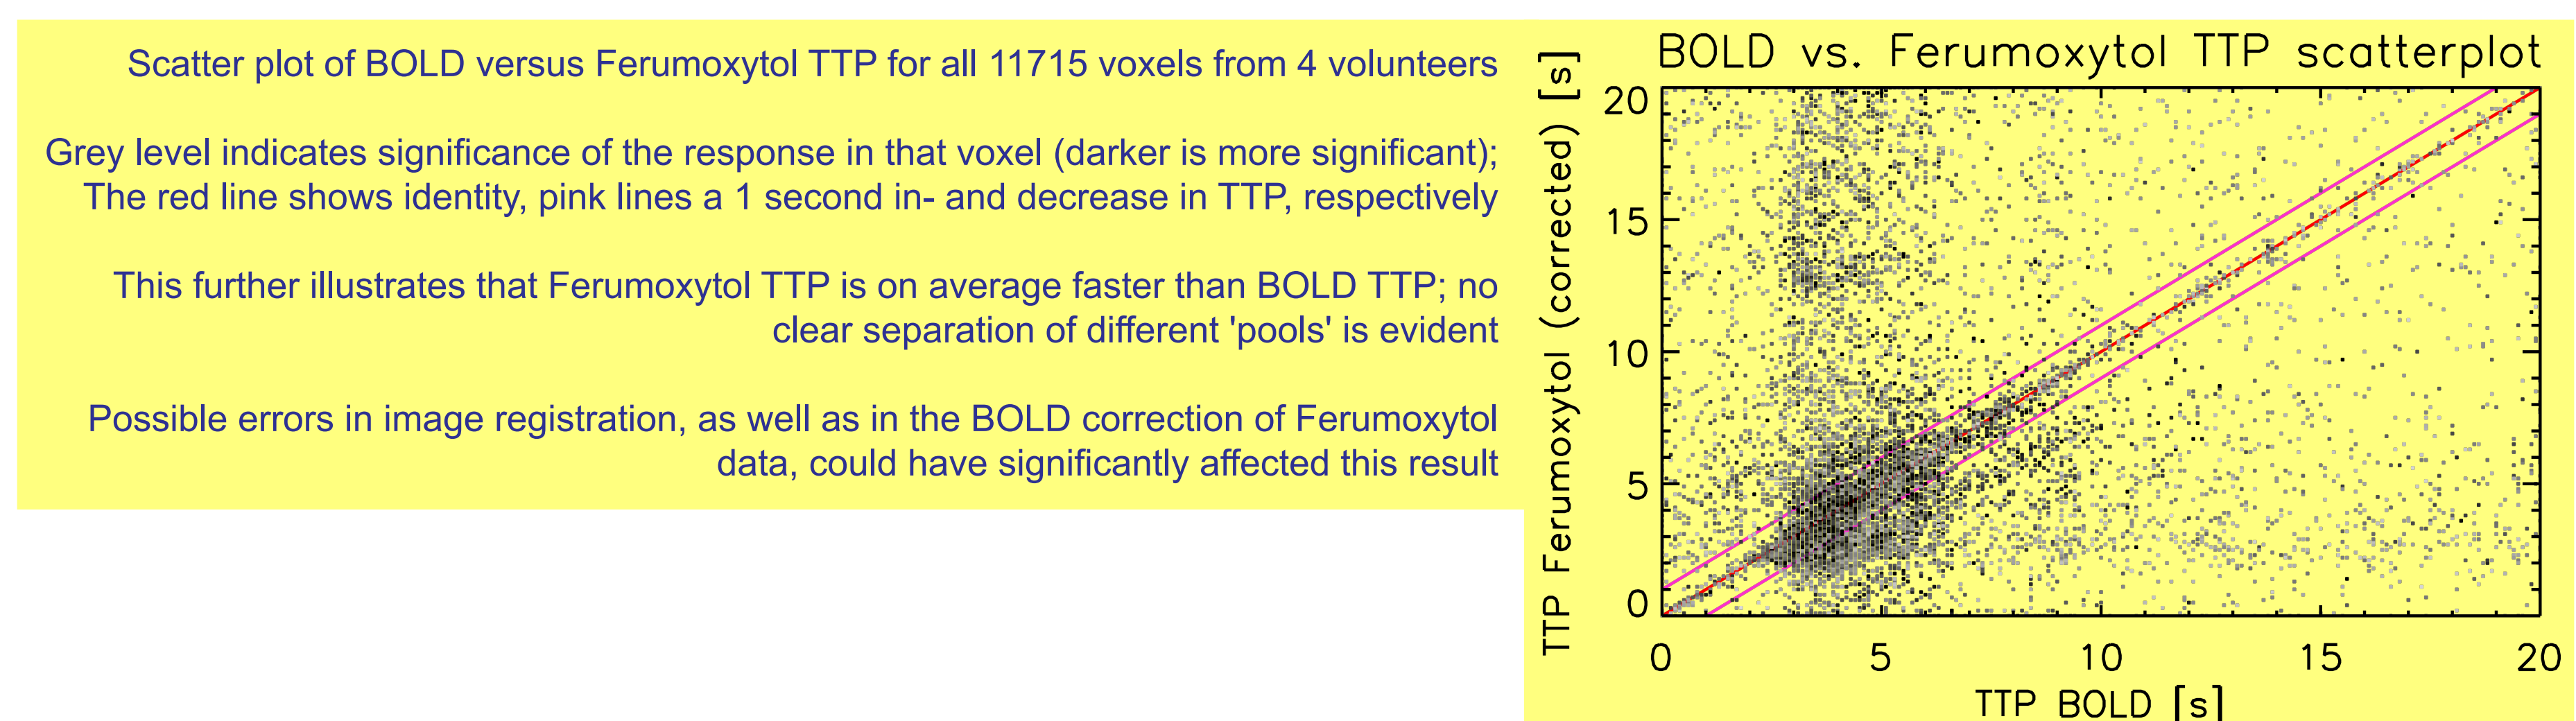 Scatter plot of BOLD versus Ferumoxytol TTP for all 11715 voxels from 4 volunteers
Grey level indicates significance of the response in that voxel (darker is more significant);
The red line shows identity, pink lines a 1 second in- and decrease in TTP, respectively
This further illustrates that Ferumoxytol TTP is on average faster than BOLD TTP; no
clear separation of different 'pools' is evident
Possible errors in image registration, as well as in the BOLD correction of Ferumoxytol
data, could have significantly affected this result
BOLD vs. Ferumoxytol TTP scatterplot
TTP Ferumoxytol (corrected) [s]
20
15
10
5
0
0 5 10 15 20
TTP BOLD [s]